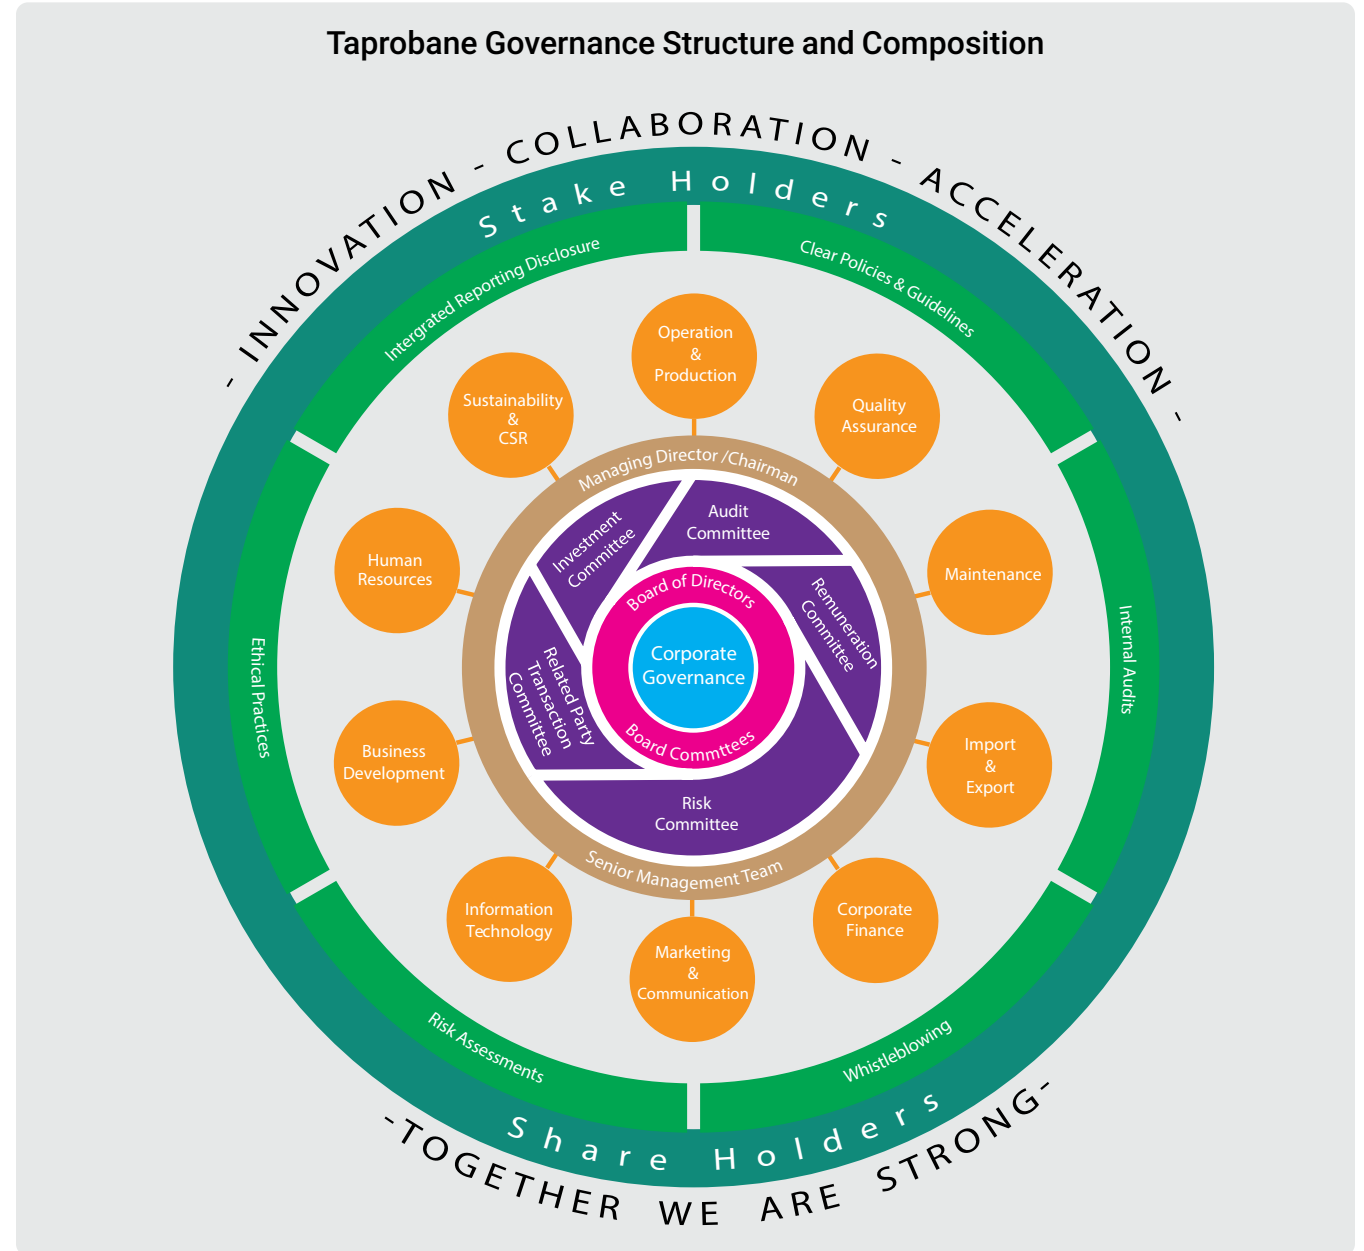 Taprobane Governance Structure and Composition
- INNOVATION - COLLABORATION - ACCELERATION -
Stake Holders
Intergrated Reporting Disclosure
Clear Policies & Guidelines
Operation
&
Production
Sustainability
&
CSR
Quality
Assurance
Managing Director /Chairman
Investment
Committee
Audit
Committee
Human
Resources
Maintenance
Board of Directors
Remuneration
Committee
Corporate
Governance
Related Party
Transaction
Committee
Board Committees
Ethical Practices
Internal Audits
Business
Development
Import
&
Export
Risk
Committee
Senior Management Team
Information
Technology
Corporate
Finance
Marketing
&
Communication
Risk Assessments
Whistleblowing
Share Holders
-TOGETHER WE ARE STRONG-